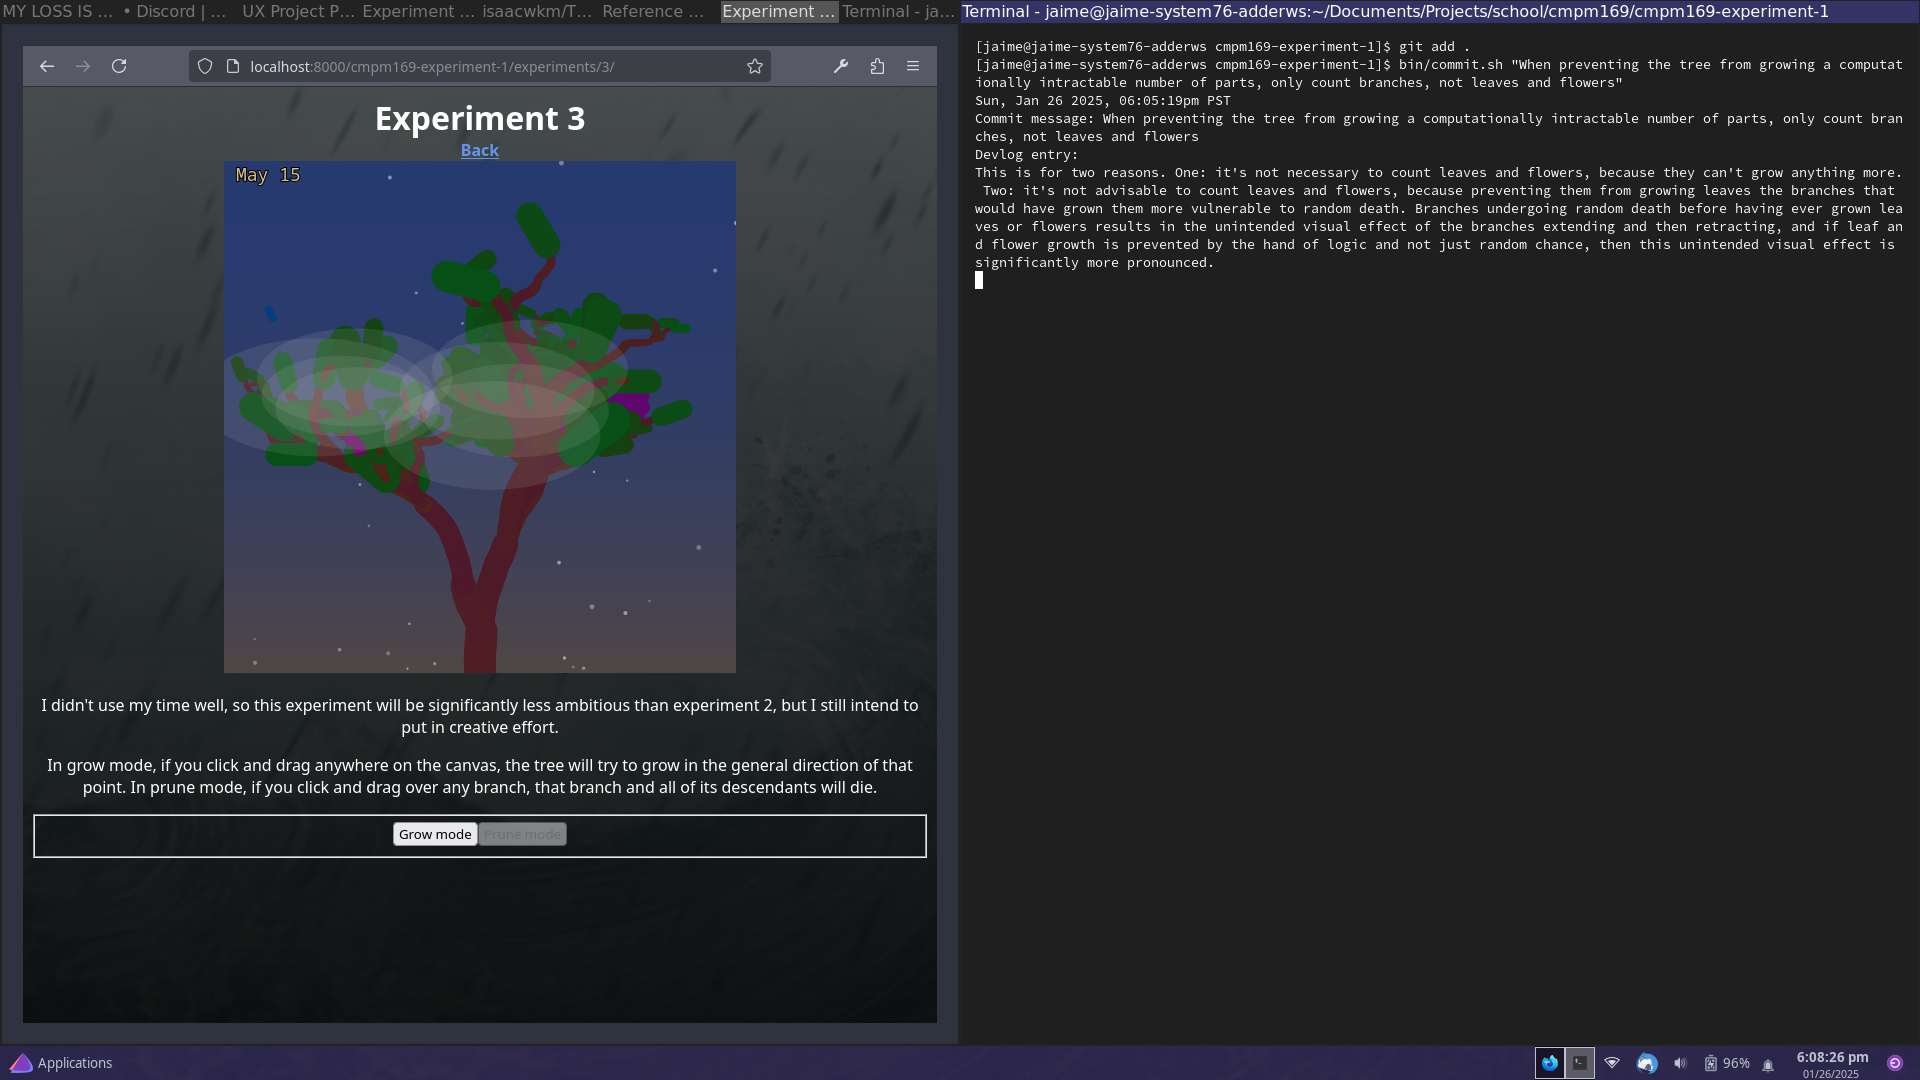 MY LOSS IS ...
• Discord | ...
UX Project P...
Experiment ...
isaacwkm/T...
Reference ...
Experiment ...
Terminal - ja...
Terminal - jaime@jaime-system76-adderws:~/Documents/Projects/school/cmpm169/cmpm169-experiment-1
localhost:8000/cmpm169-experiment-1/experiments/3/
Experiment 3
Back
May 15
I didn't use my time well, so this experiment will be significantly less ambitious than experiment 2, but I still intend to
put in creative effort.
In grow mode, if you click and drag anywhere on the canvas, the tree will try to grow in the general direction of that
point. In prune mode, if you click and drag over any branch, that branch and all of its descendants will die.
Grow mode
Prune mode
[jaime@jaime-system76-adderws cmpm169-experiment-1]$ git add .
[jaime@jaime-system76-adderws cmpm169-experiment-1]$ bin/commit.sh "When preventing the tree from growing a computat
ionally intractable number of parts, only count branches, not leaves and flowers"
Sun, Jan 26 2025, 06:05:19pm PST
Commit message: When preventing the tree from growing a computationally intractable number of parts, only count bran
ches, not leaves and flowers
Devlog entry:
This is for two reasons. One: it's not necessary to count leaves and flowers, because they can't grow anything more.
Two: it's not advisable to count leaves and flowers, because preventing them from growing leaves the branches that
would have grown them more vulnerable to random death. Branches undergoing random death before having ever grown lea
ves or flowers results in the unintended visual effect of the branches extending and then retracting, and if leaf an
d flower growth is prevented by the hand of logic and not just random chance, then this unintended visual effect is
significantly more pronounced.
Applications
96%
6:08:26 pm
01/26/2025